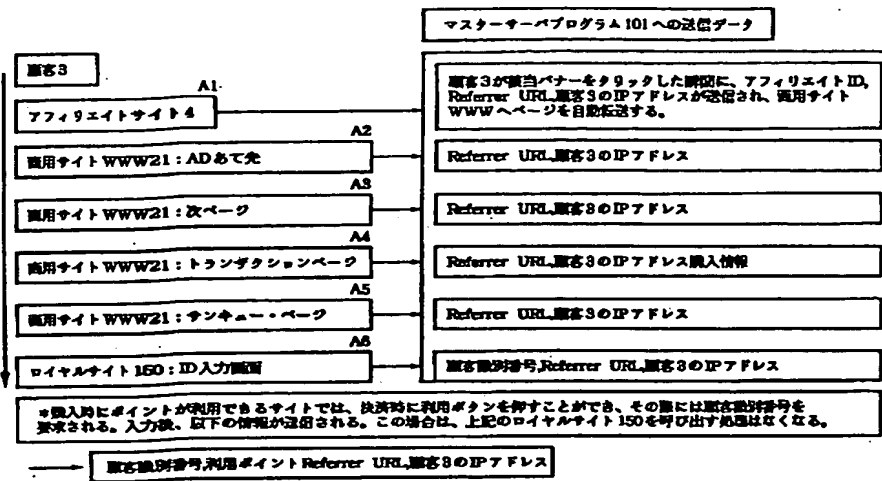 マスターサーバプログラム101への送信データ
顧客3
A1
アフィリエイトサイト4
顧客3が該当バナーをクリックした瞬間に、アフィリエイトID,
Referrer URL,顧客3のIPアドレスが送信され、商用サイト
WWWへページを自動転送する。
A2
商用サイトWWW21:ADあて先
Referrer URL,顧客3のIPアドレス
A3
商用サイトWWW21:次ページ
Referrer URL,顧客3のIPアドレス
A4
商用サイトWWW21:トランザクションページ
Referrer URL,顧客3のIPアドレス購入情報
A5
商用サイトWWW21:サンキュー・ページ
Referrer URL,顧客3のIPアドレス
A6
ロイヤルサイト150:ID入力画面
顧客識別番号,Referrer URL,顧客3のIPアドレス
*購入時にポイントが利用できるサイトでは、決済時に利用ボタンを押すことができ、その際には顧客識別番号を
要求される。入力後、以下の情報が送信される。この場合は、上記のロイヤルサイト150を呼び出す処理はなくなる。
顧客識別番号,利用ポイントReferrer URL,顧客3のIPアドレス